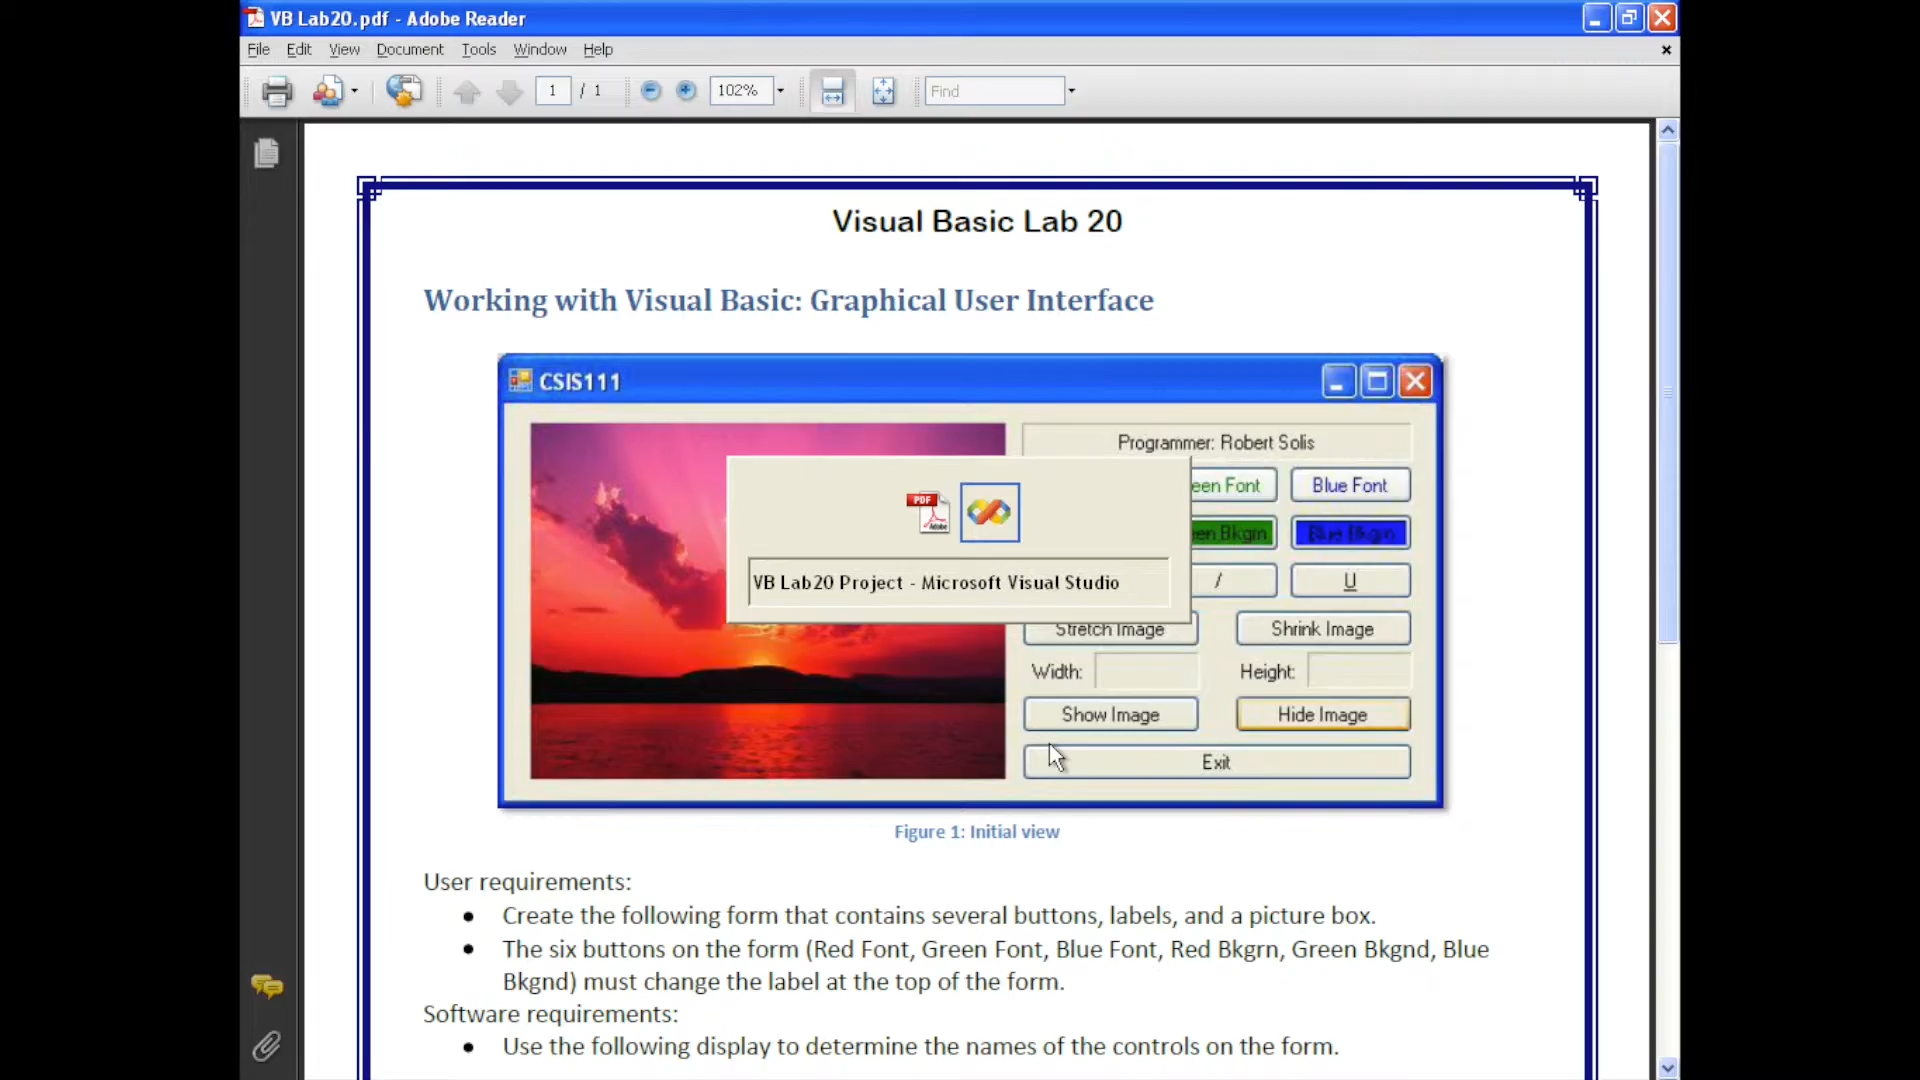 VB Lab20.pdf - Adobe Reader
File Edit View Document Tools Window Help
1 / 1 102% Find
Visual Basic Lab 20
Working with Visual Basic: Graphical User Interface
CSIS111
Programmer: Robert Solis
een Font Blue Font
PDF
Adobe
een Bkgrn Blue Bkgrn
VB Lab20 Project - Microsoft Visual Studio
/ U
Stretch Image Shrink Image
Width: Height:
Show Image Hide Image
Exit
Figure 1: Initial view
User requirements:
• Create the following form that contains several buttons, labels, and a picture box.
• The six buttons on the form (Red Font, Green Font, Blue Font, Red Bkgrn, Green Bkgnd, Blue
Bkgnd) must change the label at the top of the form.
Software requirements:
• Use the following display to determine the names of the controls on the form.